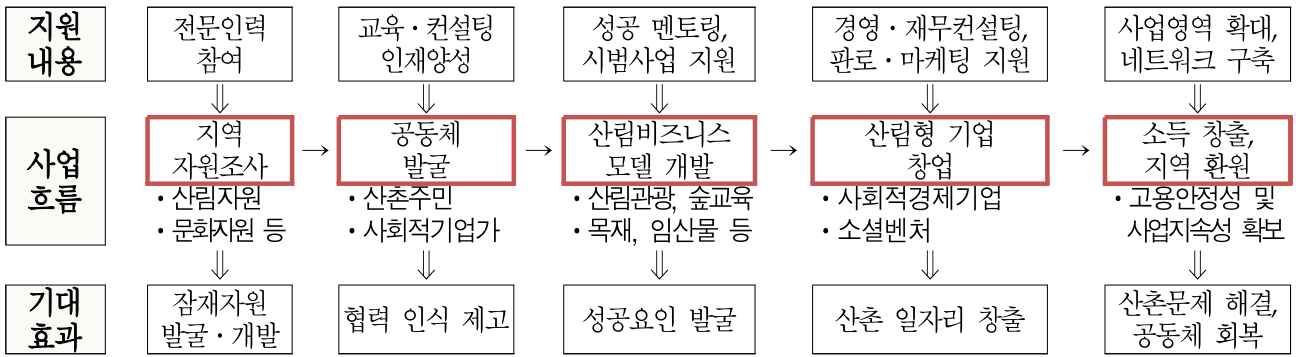 지원
내용
전문인력
참여
교육·컨설팅
인재양성
성공 멘토링,
시범사업 지원
경영·재무컨설팅,
판로·마케팅 지원
사업영역 확대,
네트워크 구축
사업
흐름
지역
자원조사
· 산림자원
· 문화자원 등
공동체
발굴
· 산촌주민
· 사회적기업가
산림비즈니스
모델 개발
· 산림관광, 숲교육
· 목재, 임산물 등
산림형 기업
창업
· 사회적경제기업
· 소셜벤처
소득 창출,
지역 환원
· 고용안정성 및
사업지속성 확보
기대
효과
잠재자원
발굴·개발
협력 인식 제고
성공요인 발굴
산촌 일자리 창출
산촌문제 해결,
공동체 회복